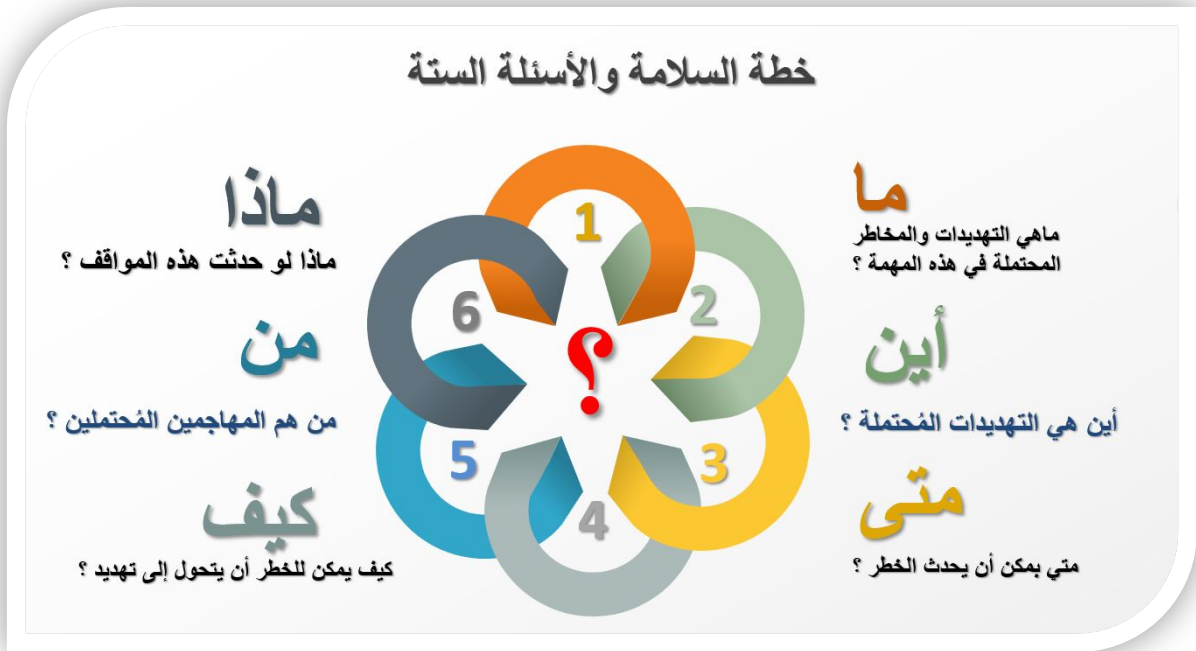 خطة السلامة والأسئلة الستة
ما
ماهي التهديدات والمخاطر
المحتملة في هذه المهمة ؟
أين
أين هي التهديدات المُحتملة ؟
متى
متي بمكن أن يحدث الخطر ؟
ماذا
ماذا لو حدثت هذه المواقف ؟
من
من هم المهاجمين المُحتملين ؟
كيف
كيف يمكن للخطر أن يتحول إلى تهديد ؟
1
2
3
4
5
6
؟